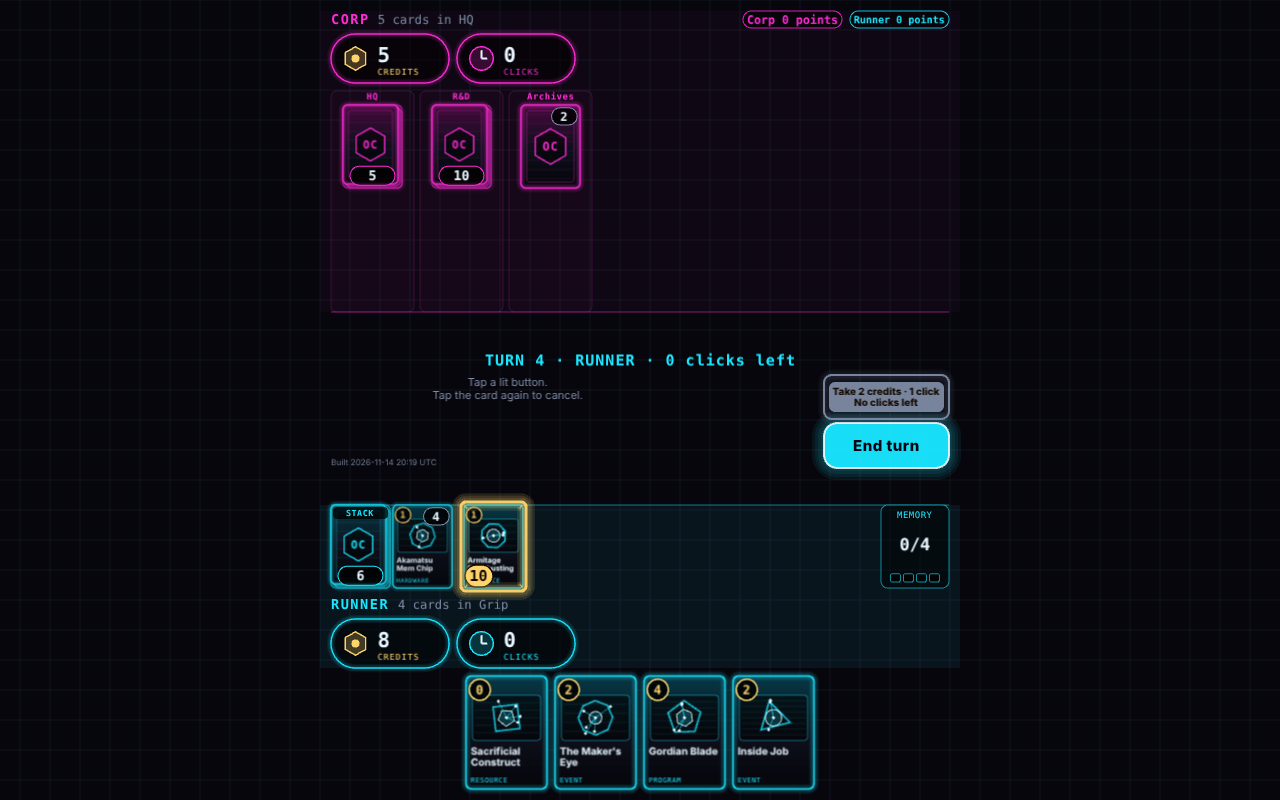 CORP 5 cards in HQ
Corp 0 points
Runner 0 points
5
CREDITS
0
CLICKS
HQ
R&D
Archives
OC
5
OC
10
OC
2
TURN 4 · RUNNER · 0 clicks left
Tap a lit button.
Tap the card again to cancel.
Take 2 credits · 1 click
No clicks left
End turn
Built 2026-11-14 20:19 UTC
STACK
OC
6
1
4
Akamatsu
Mem Chip
HARDWARE
1
Armitage
10
MEMORY
0/4
RUNNER 4 cards in Grip
8
CREDITS
0
CLICKS
0
Sacrificial
Construct
RESOURCE
2
The Maker's
Eye
EVENT
4
Gordian Blade
PROGRAM
2
Inside Job
EVENT